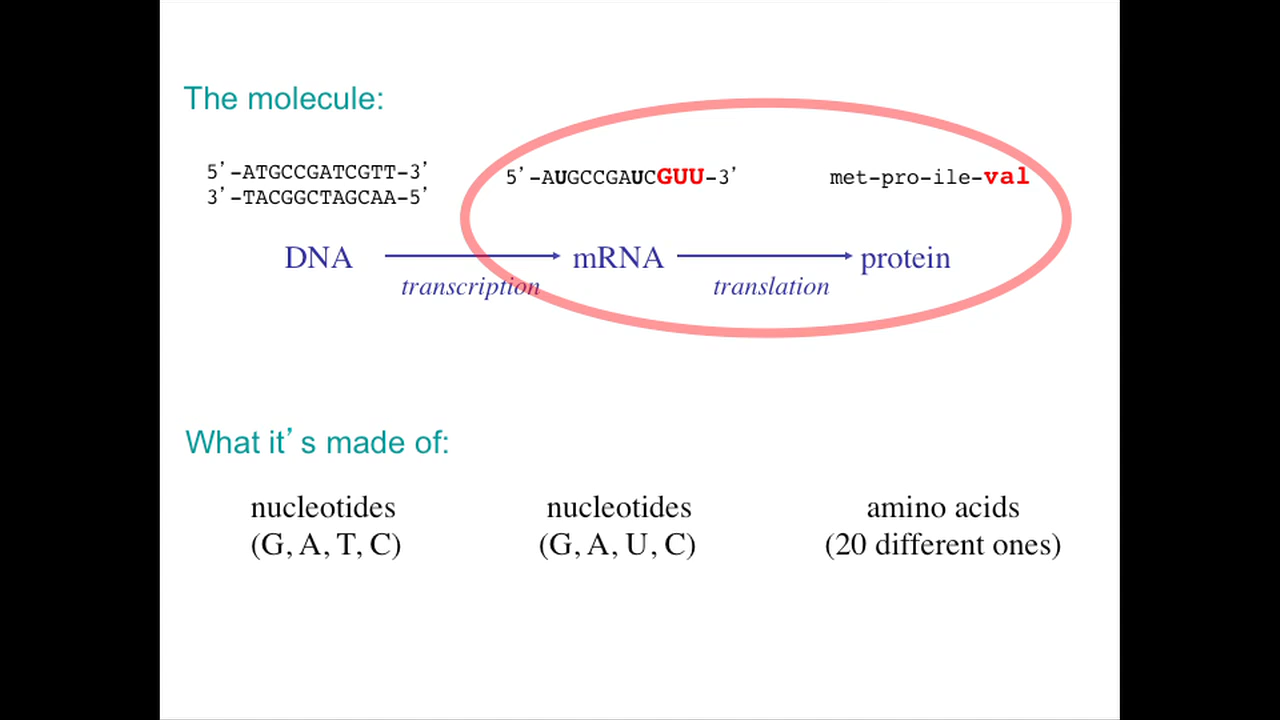 The molecule:
5’-ATGCCGATCGTT-3’
3’-TACGGCTAGCAA-5’
5’-AUGCCGAUCGUU-3’
met-pro-ile-val
DNA
transcription
mRNA
translation
protein
What it’s made of:
nucleotides
(G, A, T, C)
nucleotides
(G, A, U, C)
amino acids
(20 different ones)